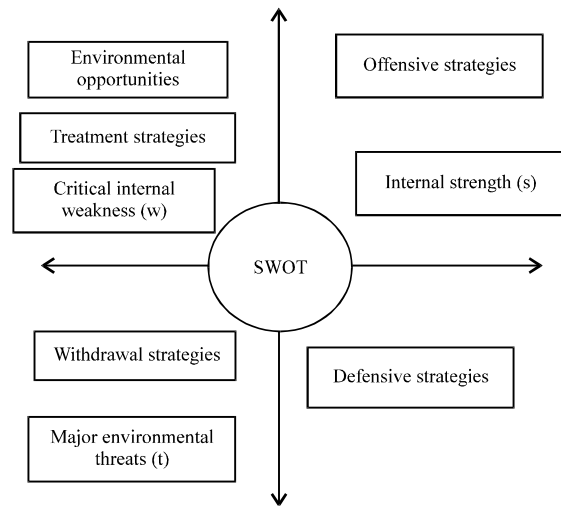 Environmental
opportunities
Offensive strategies
Treatment strategies
Critical internal
weakness (w)
Internal strength (s)
SWOT
Withdrawal strategies
Defensive strategies
Major environmental
threats (t)